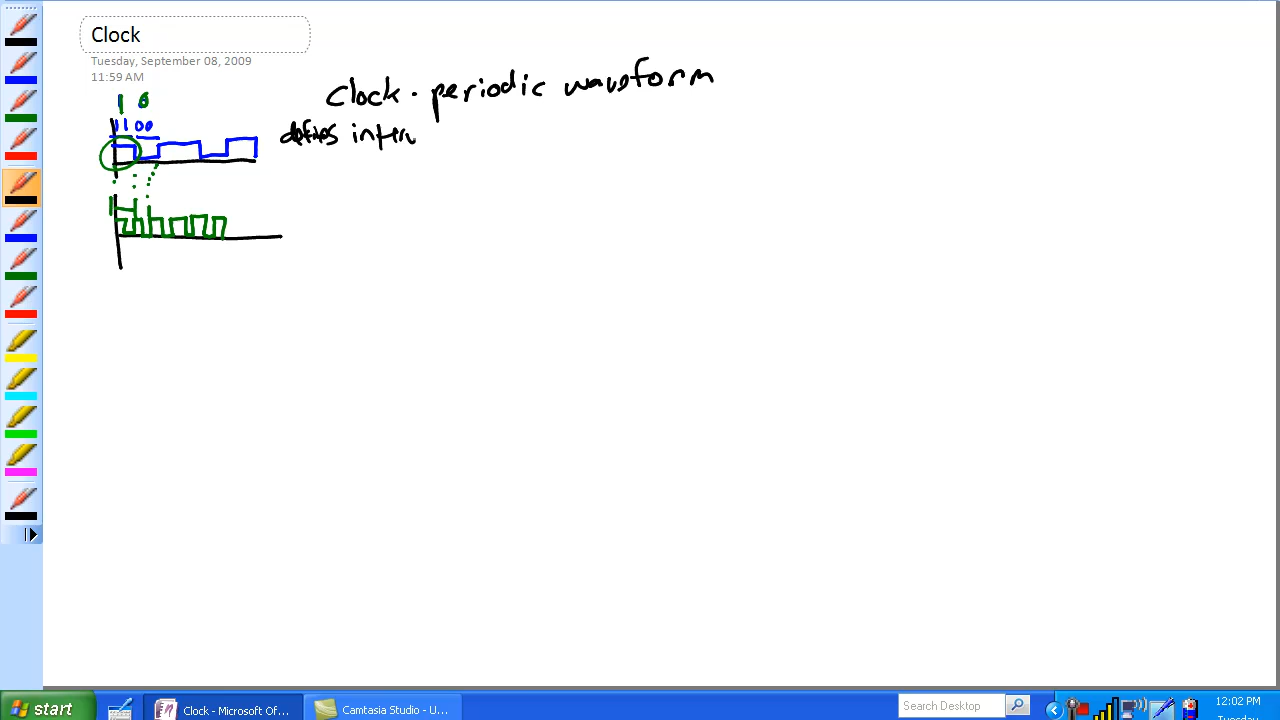 Clock
Tuesday, September 08, 2009
11:59 AM
Clock - periodic waveform
defines inter
1 0
1100
start
Clock - Microsoft Of...
Camtasia Studio - U...
Search Desktop
12:02 PM
Tuesday